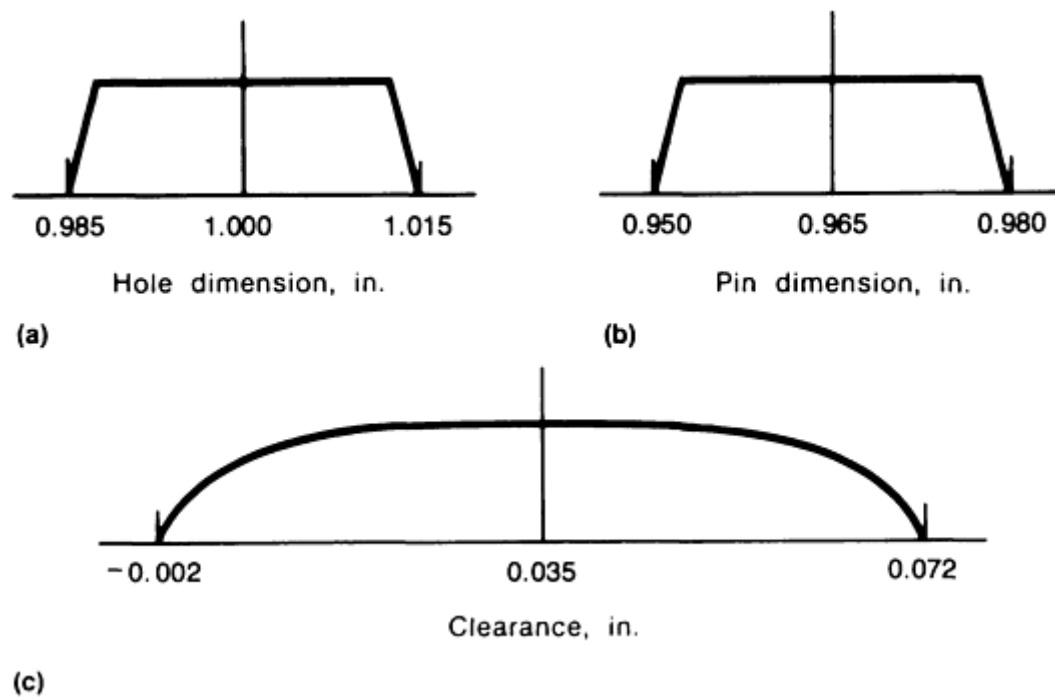 0.985 1.000 1.015
Hole dimension, in.
(a)
0.950 0.965 0.980
Pin dimension, in.
(b)
-0.002 0.035 0.072
Clearance, in.
(c)